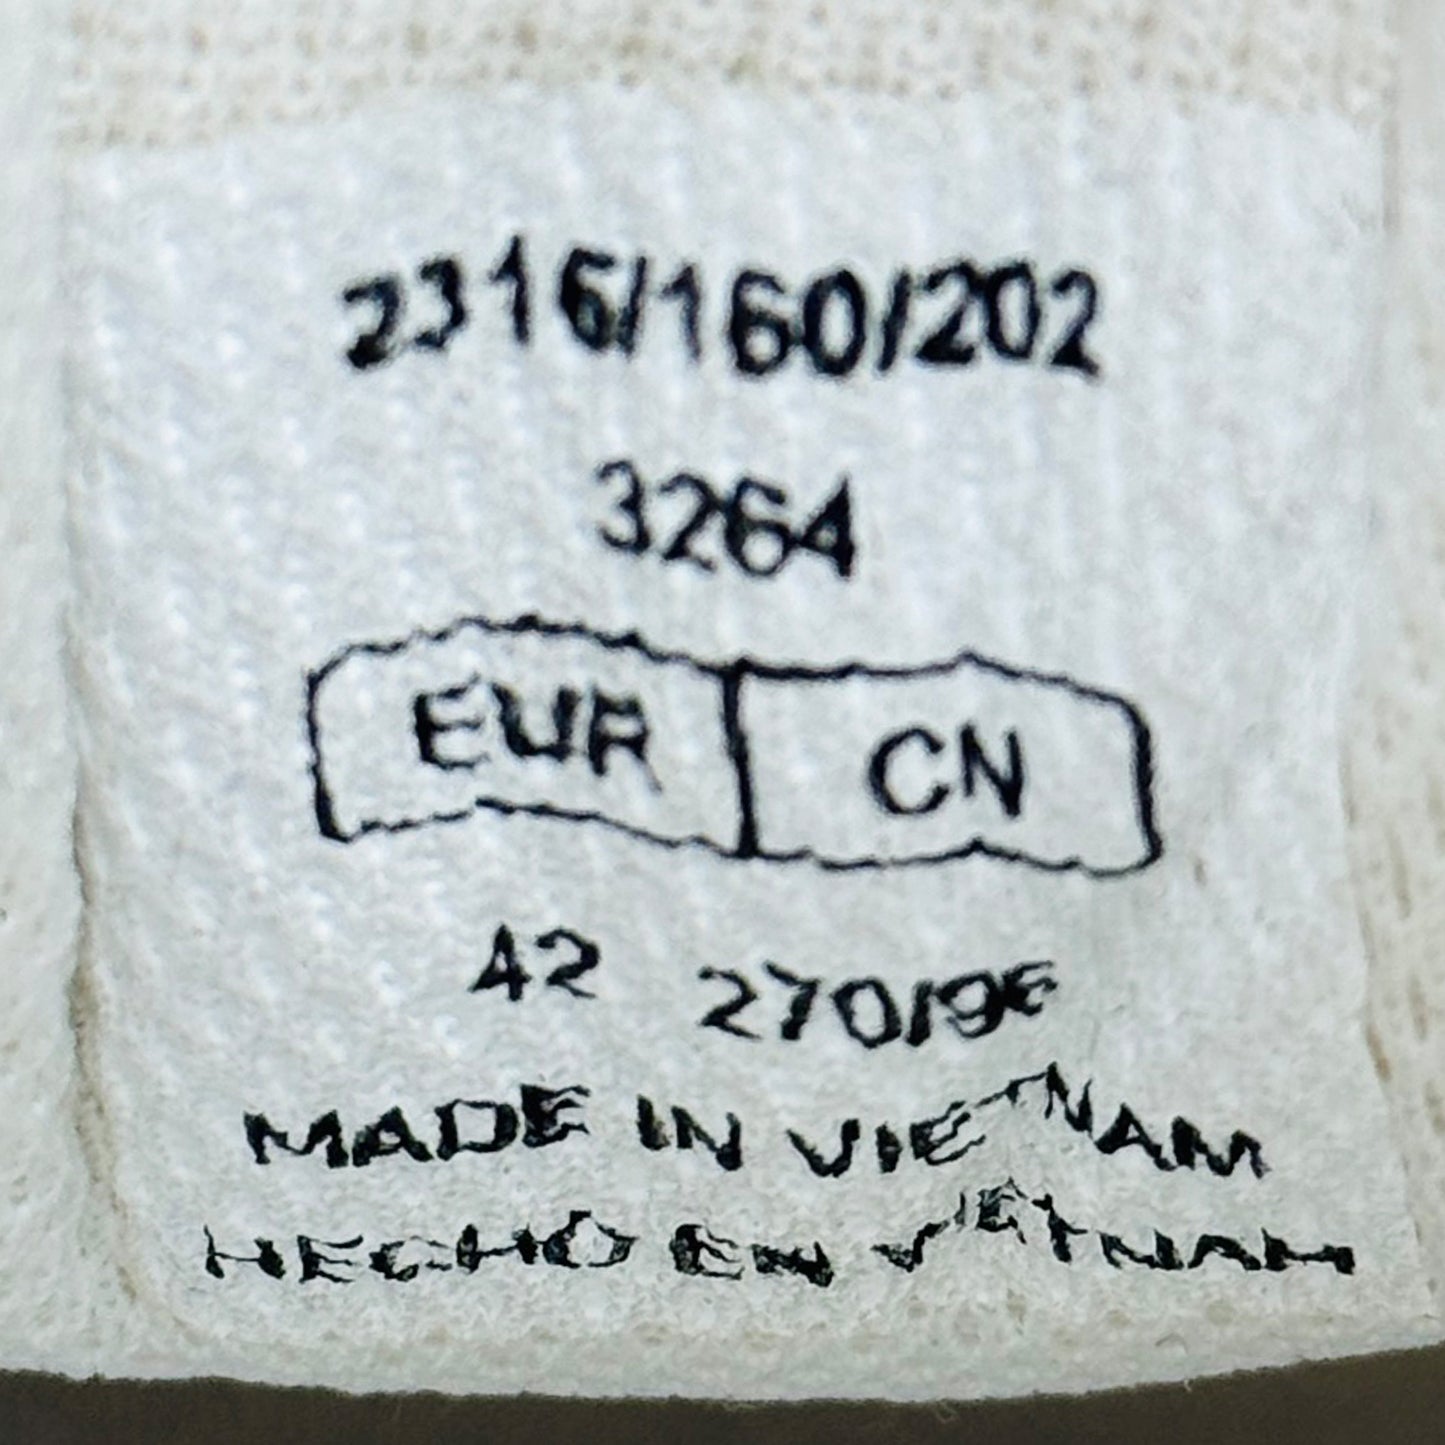 2316/160/202
3264
EUR CN
42 270/96
MADE IN VIETNAM
HECHO EN VIETNAM